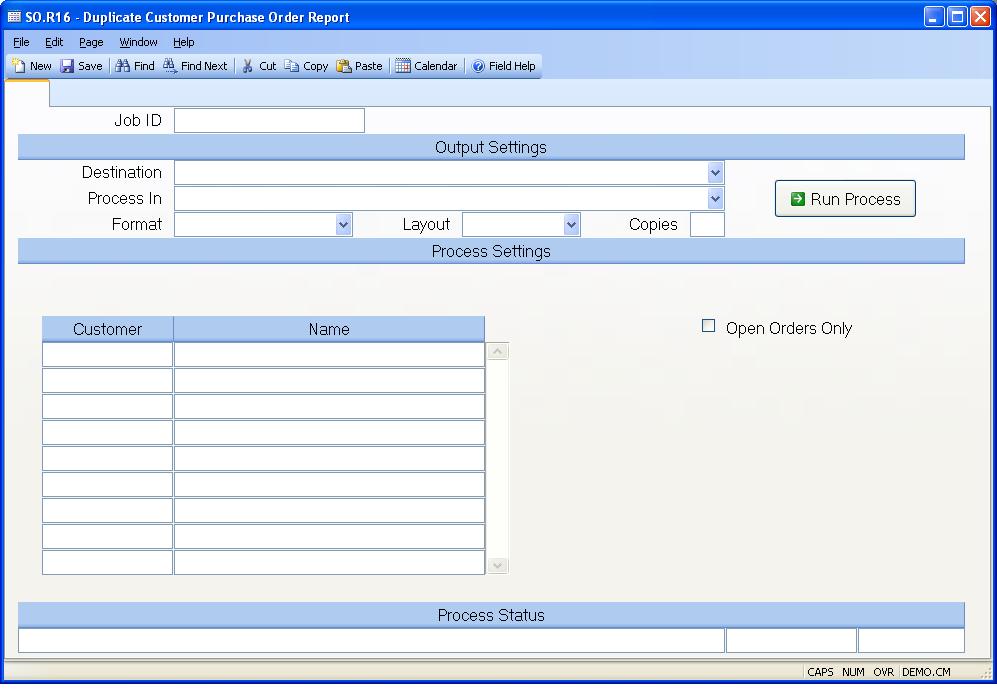 SO.R16 - Duplicate Customer Purchase Order Report
File Edit Page Window Help
New Save Find Find Next Cut Copy Paste Calendar Field Help
Job ID
Output Settings
Destination
Process In
Run Process
Format Layout Copies
Process Settings
Customer Name
Open Orders Only
Process Status
CAPS NUM OVR DEMO.CM